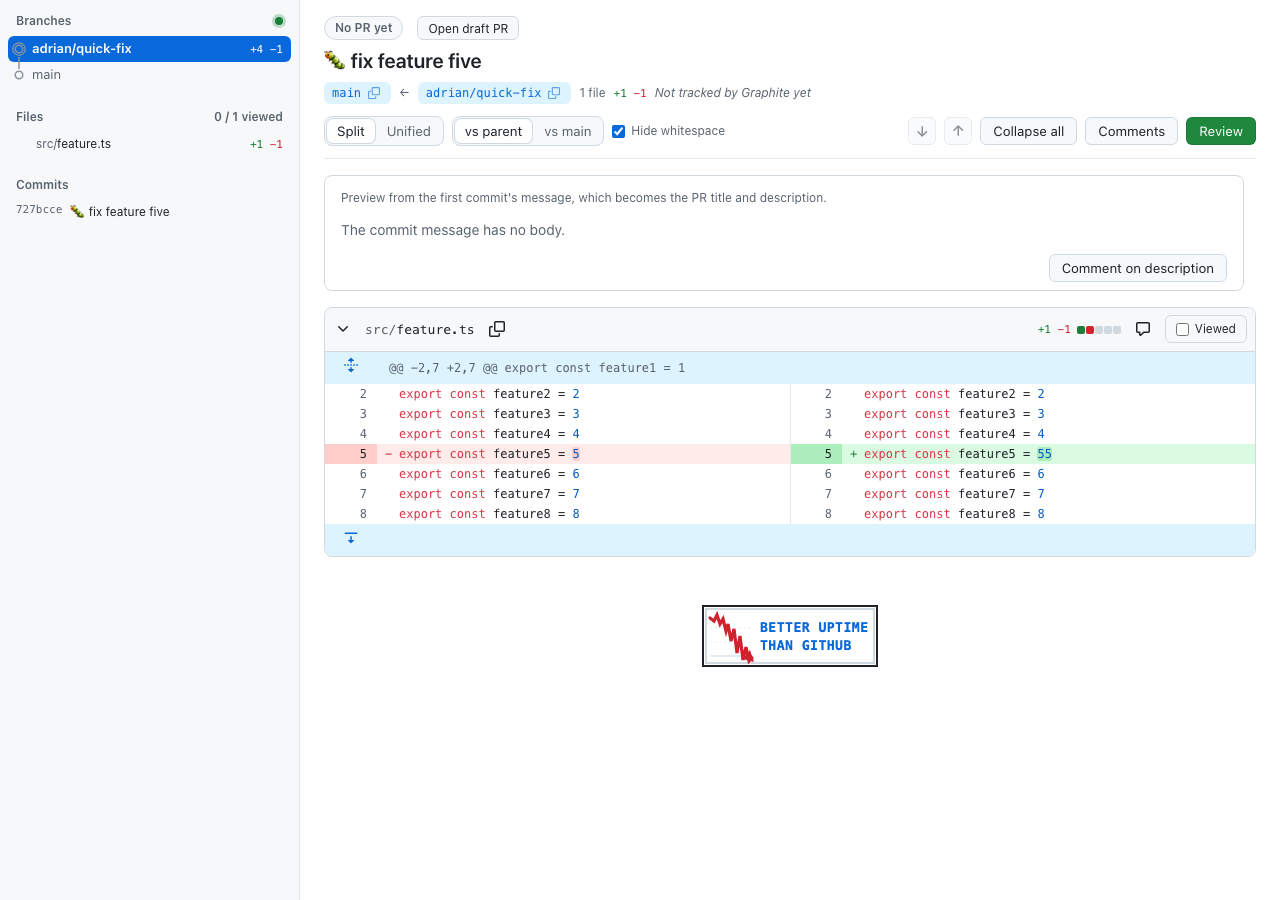 Branches
adrian/quick-fix +4 −1
main
Files 0 / 1 viewed
src/feature.ts +1 −1
Commits
727bcce 🐛 fix feature five
No PR yet Open draft PR
🐛 fix feature five
main ← adrian/quick-fix 1 file +1 −1 Not tracked by Graphite yet
Split Unified vs parent vs main Hide whitespace ↓ ↑ Collapse all Comments Review
Preview from the first commit's message, which becomes the PR title and description.
The commit message has no body.
Comment on description
src/feature.ts +1 −1 Viewed
@@ −2,7 +2,7 @@ export const feature1 = 1
2 export const feature2 = 2 2 export const feature2 = 2
3 export const feature3 = 3 3 export const feature3 = 3
4 export const feature4 = 4 4 export const feature4 = 4
5 − export const feature5 = 5 5 + export const feature5 = 55
6 export const feature6 = 6 6 export const feature6 = 6
7 export const feature7 = 7 7 export const feature7 = 7
8 export const feature8 = 8 8 export const feature8 = 8
BETTER UPTIME
THAN GITHUB